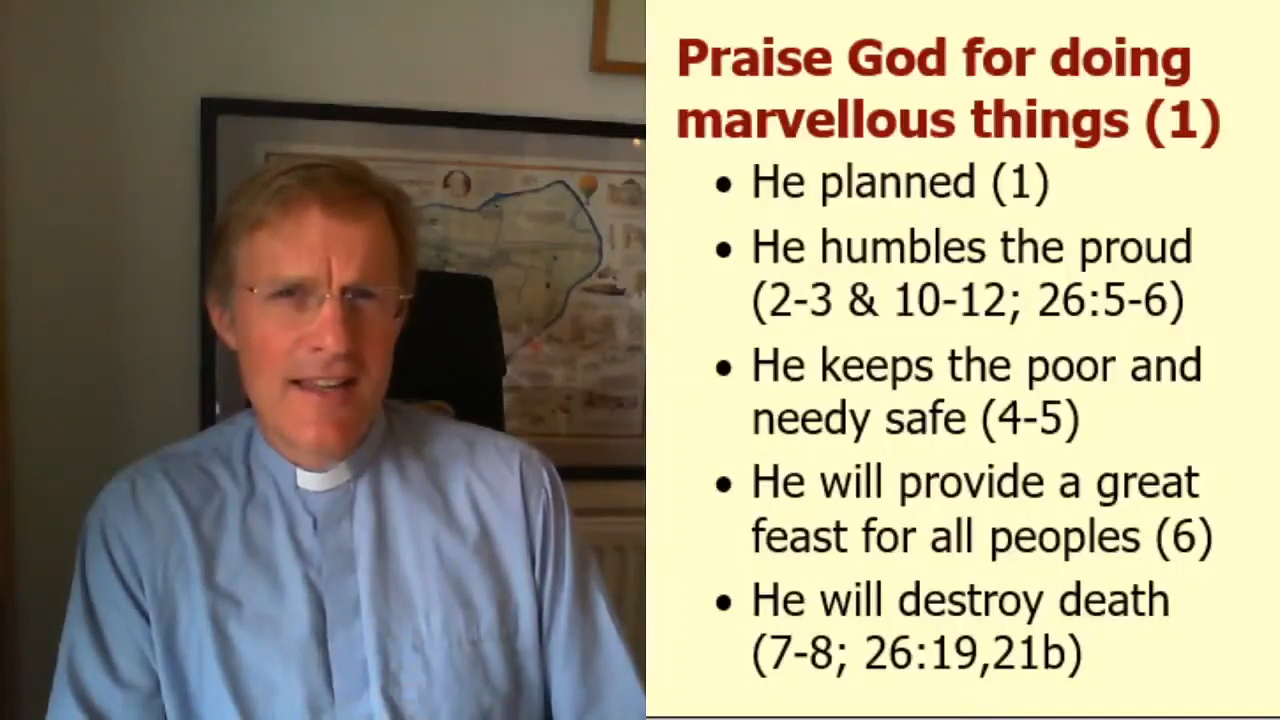 Praise God for doing
marvellous things (1)
• He planned (1)
• He humbles the proud
(2-3 & 10-12; 26:5-6)
• He keeps the poor and
needy safe (4-5)
• He will provide a great
feast for all peoples (6)
• He will destroy death
(7-8; 26:19,21b)